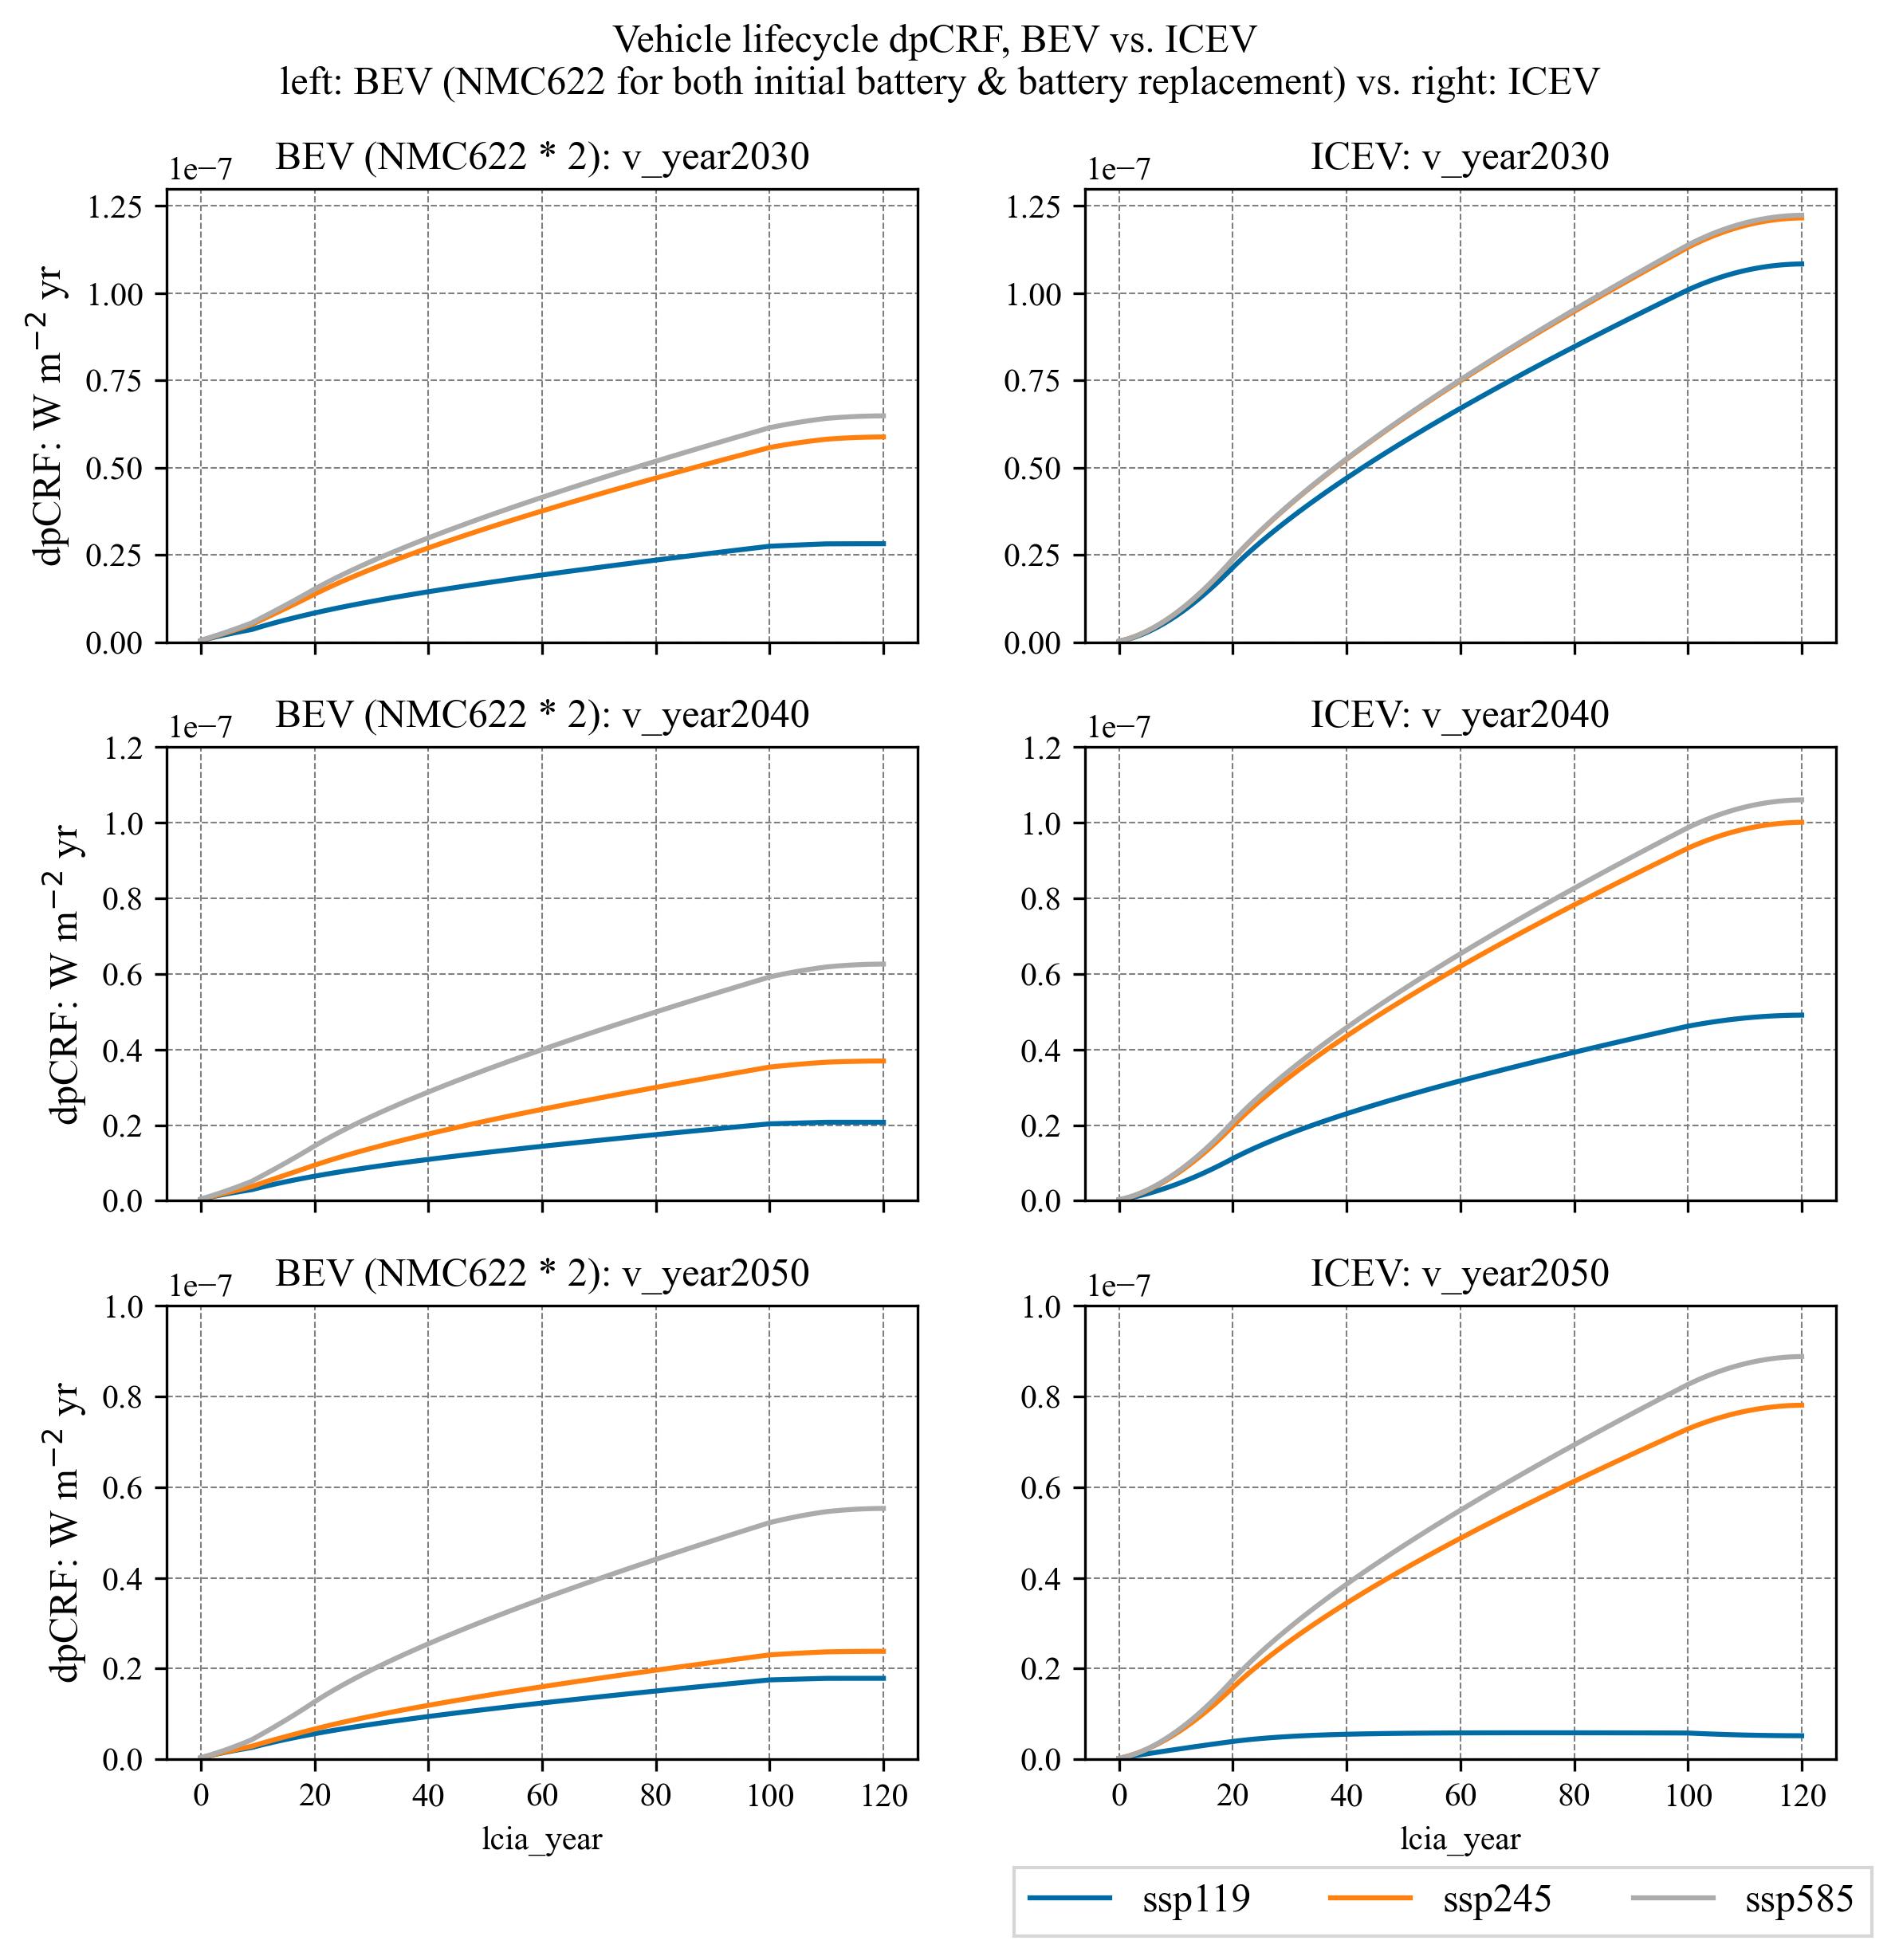 Vehicle lifecycle dpCRF, BEV vs. ICEV
left: BEV (NMC622 for both initial battery & battery replacement) vs. right: ICEV
BEV (NMC622 * 2): v_year2030
1e−7
1.25
1.00
0.75
0.50
0.25
0.00
dpCRF: W m−2 yr
ICEV: v_year2030
1e−7
1.25
1.00
0.75
0.50
0.25
0.00
BEV (NMC622 * 2): v_year2040
1e−7
1.2
1.0
0.8
0.6
0.4
0.2
0.0
dpCRF: W m−2 yr
ICEV: v_year2040
1e−7
1.2
1.0
0.8
0.6
0.4
0.2
0.0
BEV (NMC622 * 2): v_year2050
1e−7
1.0
0.8
0.6
0.4
0.2
0.0
dpCRF: W m−2 yr
0 20 40 60 80 100 120
lcia_year
ICEV: v_year2050
1e−7
1.0
0.8
0.6
0.4
0.2
0.0
0 20 40 60 80 100 120
lcia_year
ssp119 ssp245 ssp585